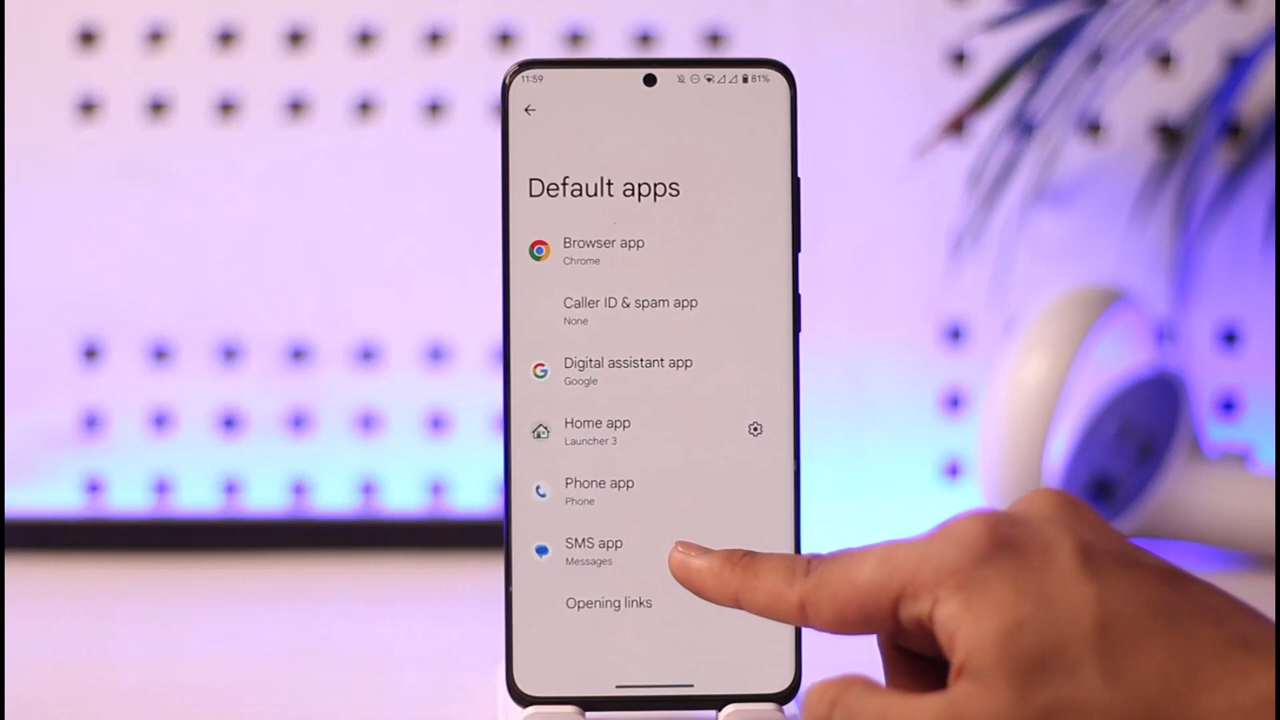 11:59
81%
Default apps
Browser app
Chrome
Caller ID & spam app
None
Digital assistant app
Google
Home app
Launcher 3
Phone app
Phone
SMS app
Messages
Opening links